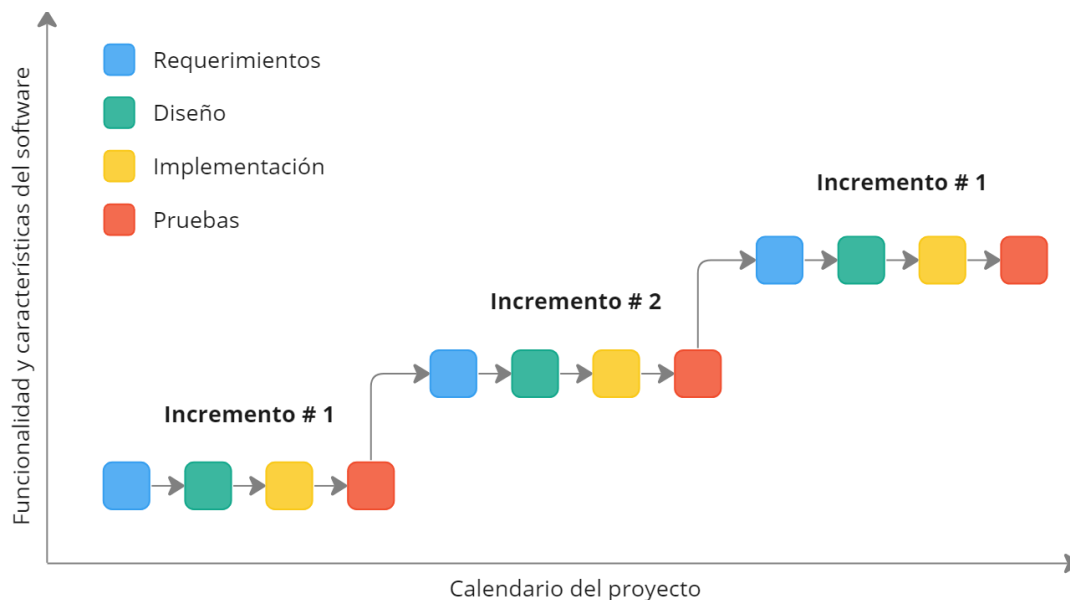 Funcionalidad y características del software
Requerimientos
Diseño
Implementación
Pruebas
Incremento # 1
Incremento # 2
Incremento # 1
Calendario del proyecto